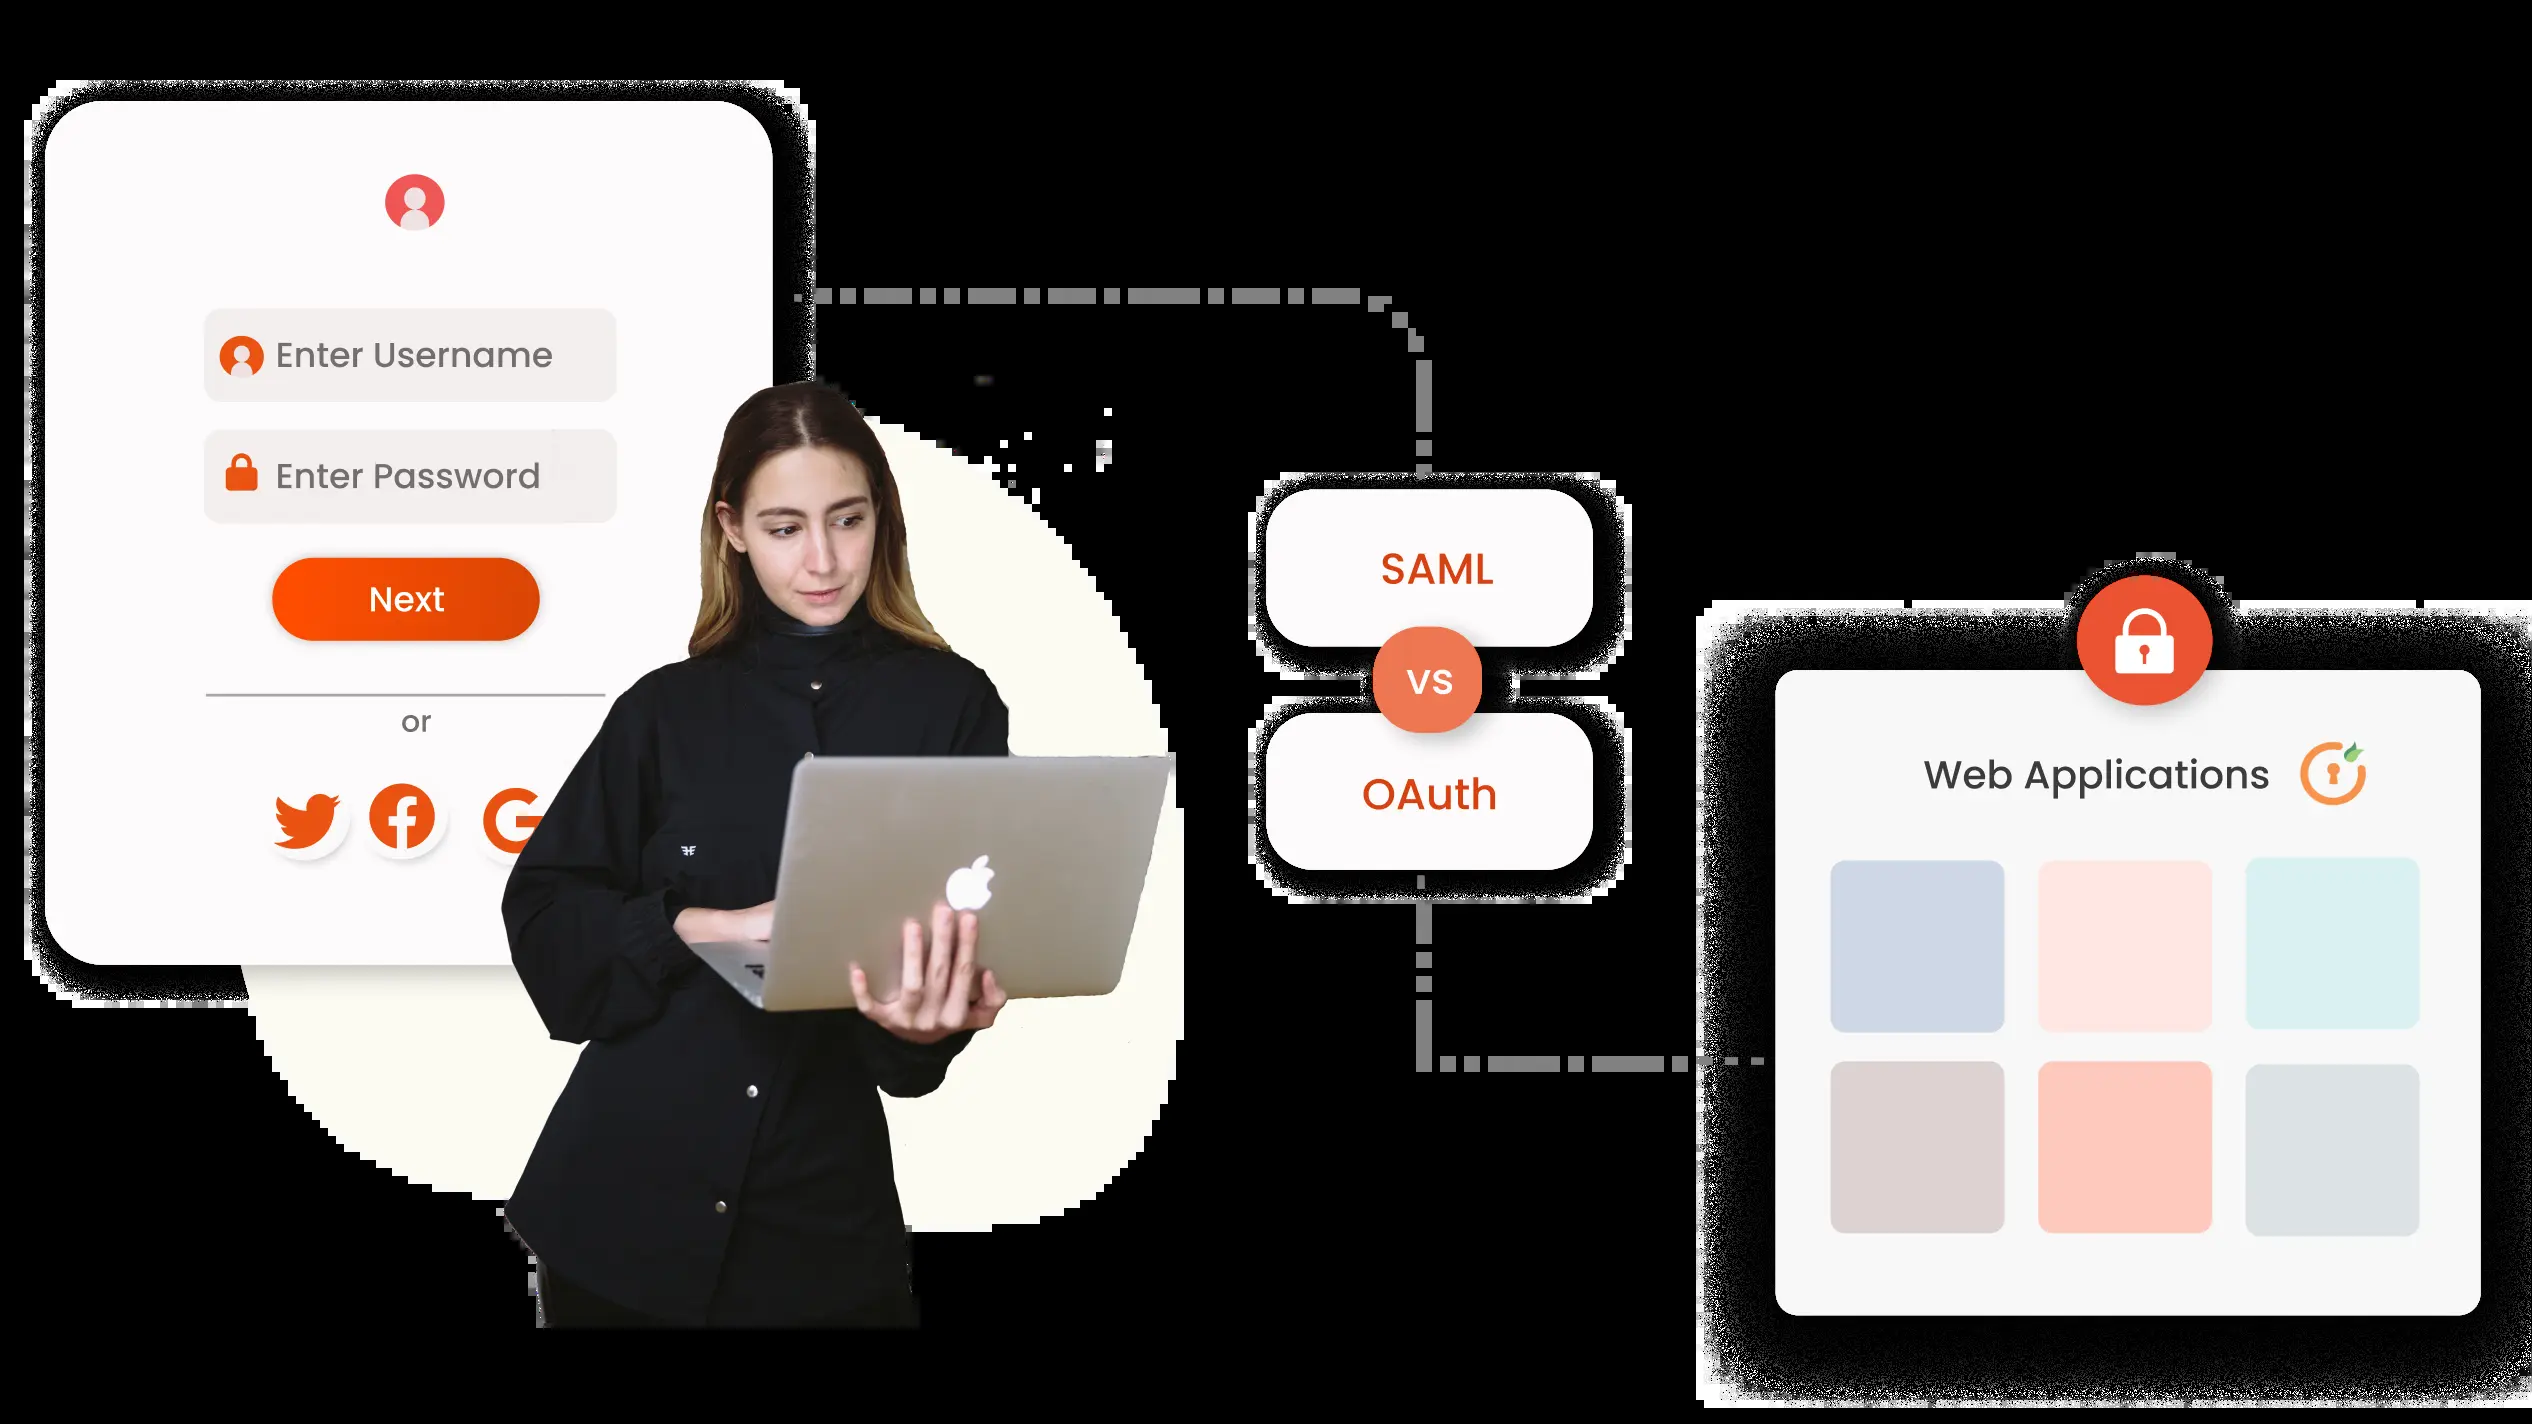 Enter Username
Enter Password
Next
or
SAML
vs
OAuth
Web Applications